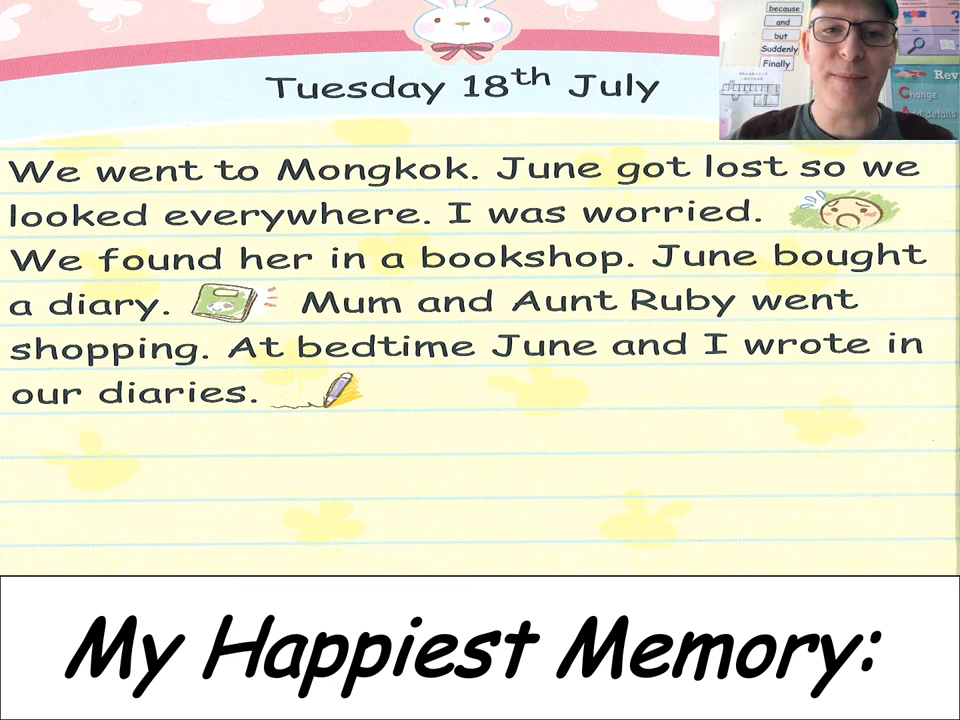 because
and
but
Suddenly
Finally
Rev
Change
Add details
Tuesday 18th July
We went to Mongkok. June got lost so we
looked everywhere. I was worried.
We found her in a bookshop. June bought
a diary. Mum and Aunt Ruby went
shopping. At bedtime June and I wrote in
our diaries.
My Happiest Memory: